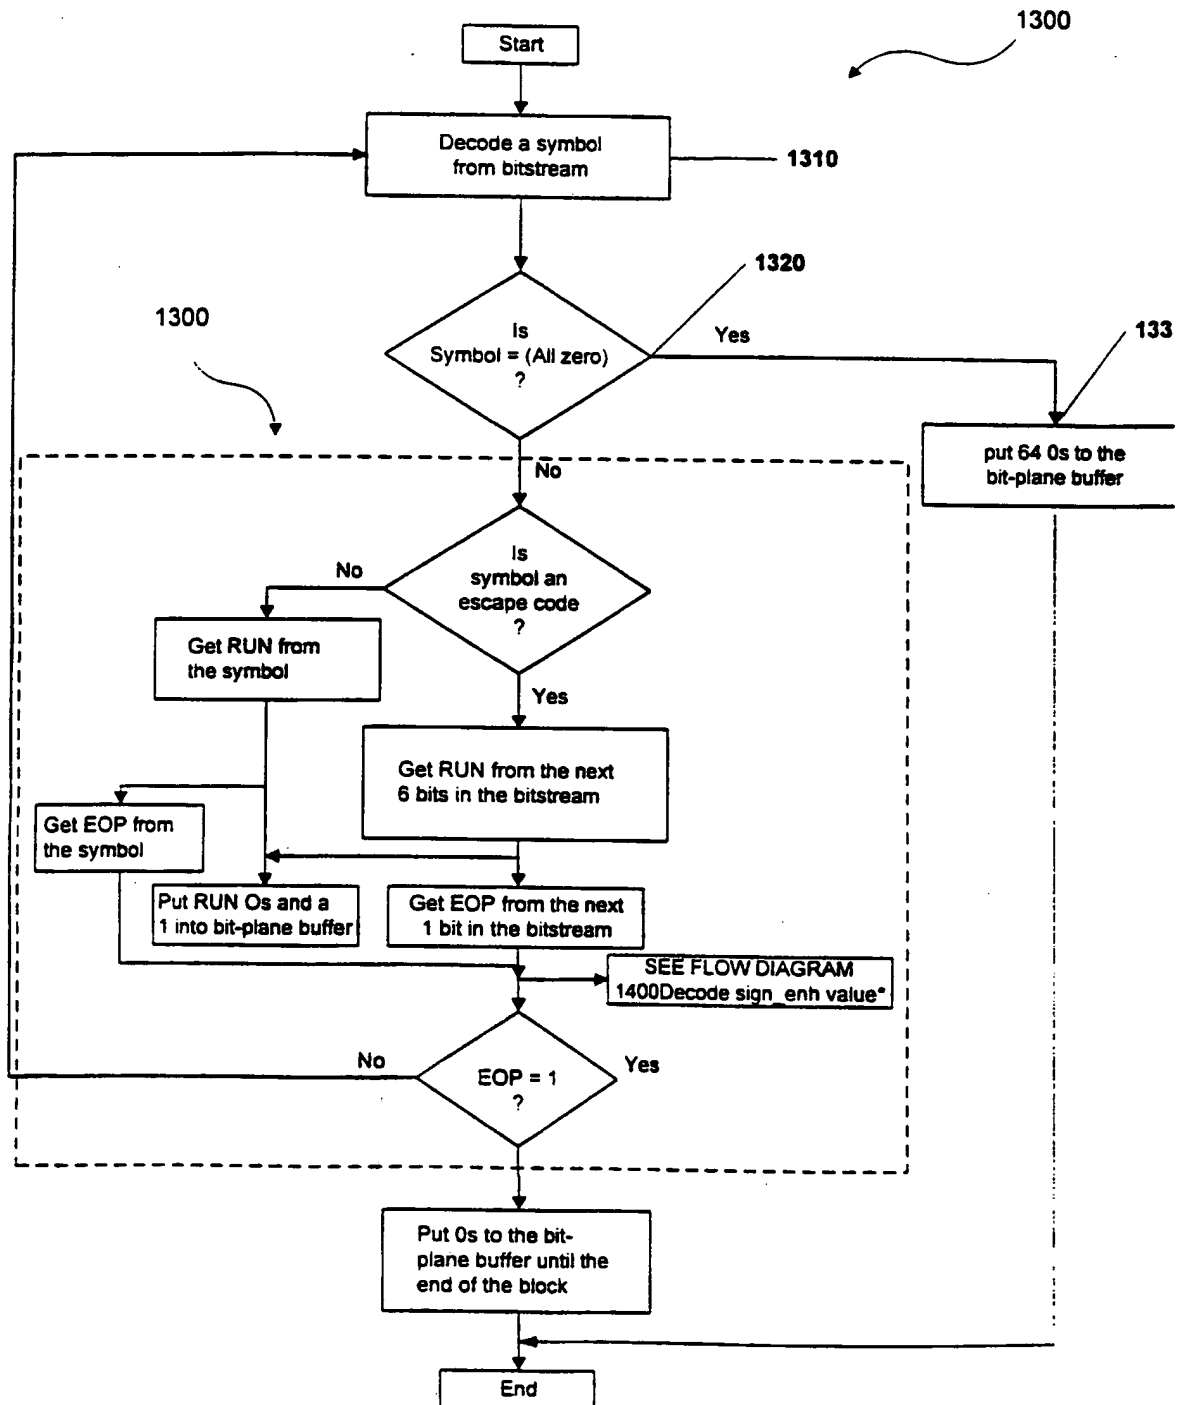 1300
Start
Decode a symbol
from bitstream
1310
1320
1300
Is
Symbol = (All zero)
?
Yes
133
put 64 0s to the
bit-plane buffer
No
Is
symbol an
escape code
?
No
Get RUN from
the symbol
Yes
Get RUN from the next
6 bits in the bitstream
Get EOP from
the symbol
Put RUN Os and a
1 into bit-plane buffer
Get EOP from the next
1 bit in the bitstream
SEE FLOW DIAGRAM
1400Decode sign_enh value*
No
EOP = 1
?
Yes
Put 0s to the bit-
plane buffer until the
end of the block
End